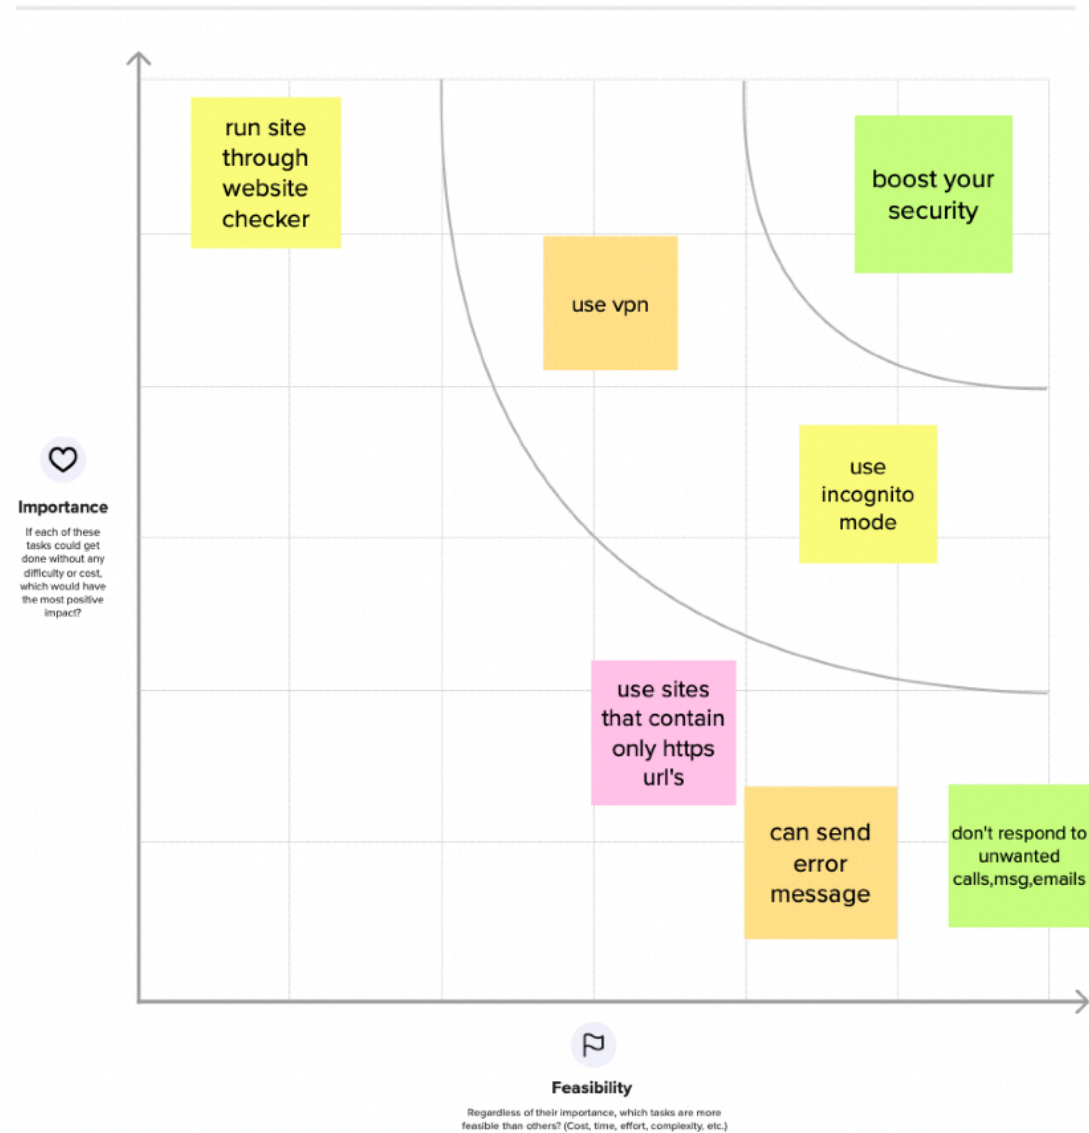 run site
through
website
checker
boost your
security
use vpn
use
incognito
mode
Importance
If each of these
tasks could get
done without any
difficulty or cost,
which would have
the most positive
impact?
use sites
that contain
only https
url's
can send
error
message
don't respond to
unwanted
calls,msg,emails
Feasibility
Regardless of their importance, which tasks are more
feasible than others? (Cost, time, effort, complexity, etc.)